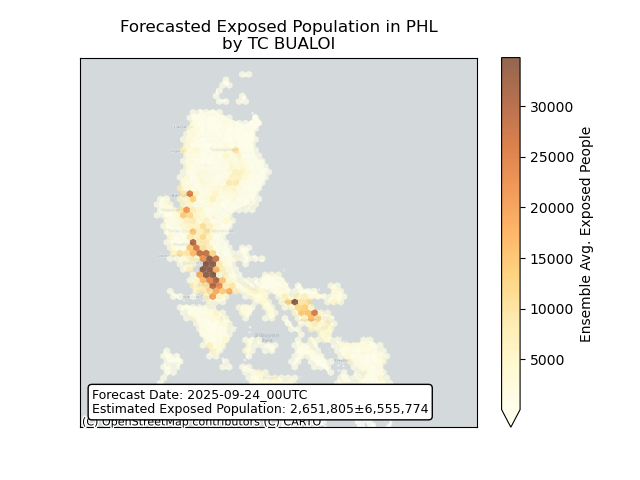 Forecasted Exposed Population in PHL
by TC BUALOI
30000
25000
20000
15000
10000
5000
Ensemble Avg. Exposed People
Forecast Date: 2025-09-24_00UTC
Estimated Exposed Population: 2,651,805±6,555,774
(C) OpenStreetMap contributors (C) CARTO